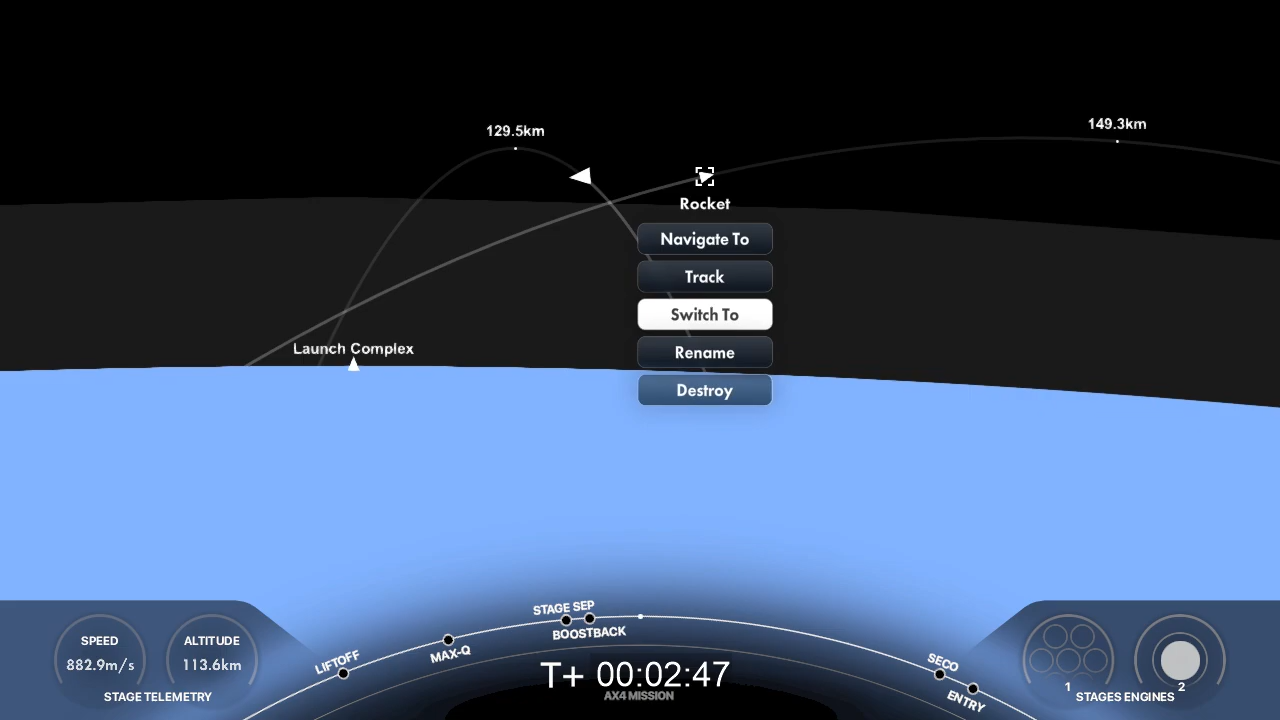 129.5km
149.3km
Rocket
Navigate To
Track
Switch To
Rename
Destroy
Launch Complex
SPEED
882.9m/s
ALTITUDE
113.6km
STAGE TELEMETRY
LIFTOFF
MAX-Q
STAGE SEP
BOOSTBACK
T+ 00:02:47
AX4 MISSION
SECO
ENTRY
1
2
STAGES ENGINES